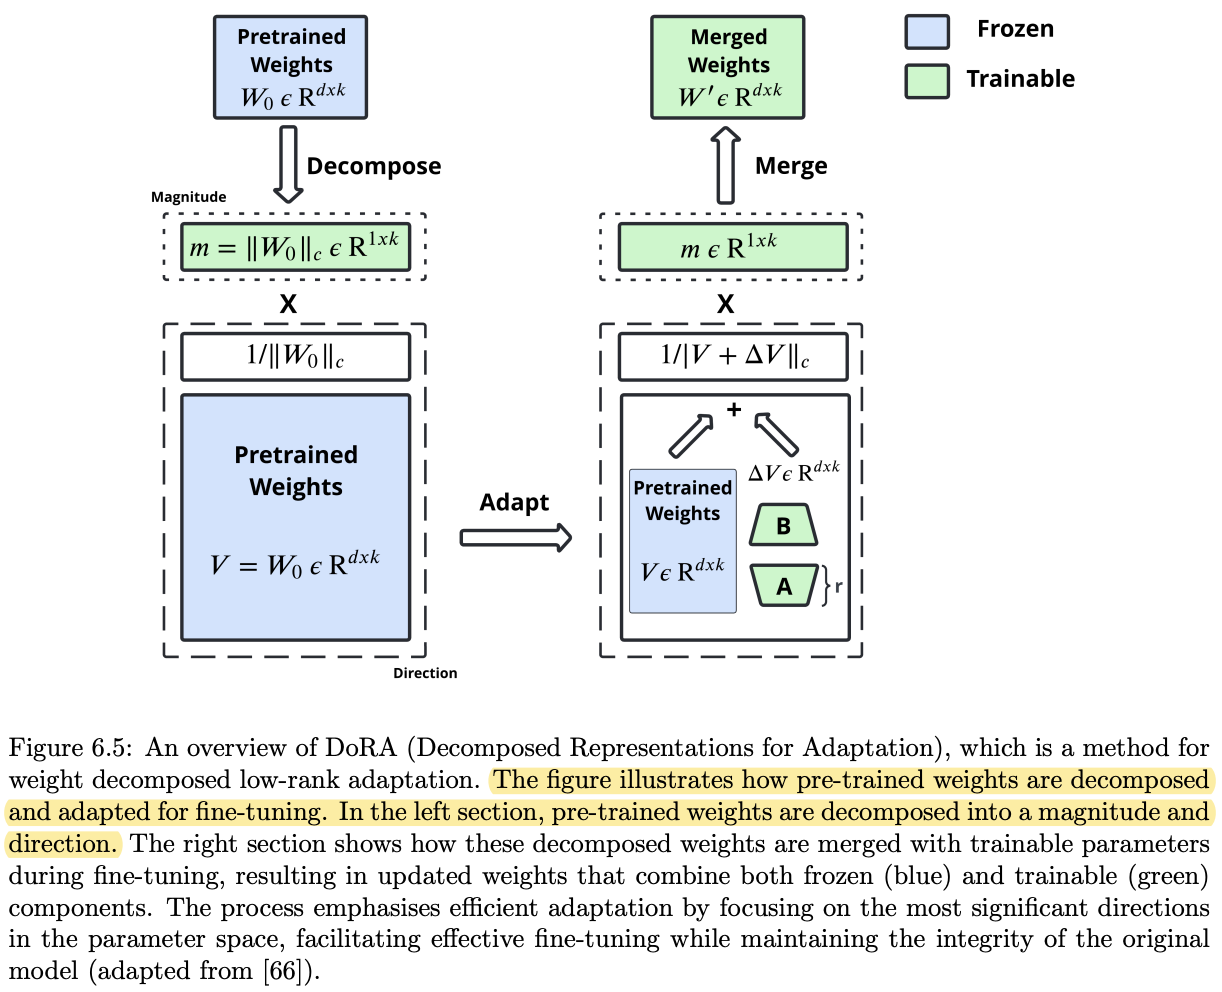 Pretrained
Weights
W₀ ϵ R^{dxk}
Decompose
Magnitude
m = ‖W₀‖_c ϵ R^{1xk}
X
1/‖W₀‖_c
Pretrained
Weights
V = W₀ ϵ R^{dxk}
Direction
Adapt
Merged
Weights
W′ ϵ R^{dxk}
Merge
m ϵ R^{1xk}
X
1/|V + ΔV‖_c
+
Pretrained
Weights
V ϵ R^{dxk}
ΔV ϵ R^{dxk}
B
A
r
Frozen
Trainable
Figure 6.5: An overview of DoRA (Decomposed Representations for Adaptation), which is a method for
weight decomposed low-rank adaptation. The figure illustrates how pre-trained weights are decomposed
and adapted for fine-tuning. In the left section, pre-trained weights are decomposed into a magnitude and
direction. The right section shows how these decomposed weights are merged with trainable parameters
during fine-tuning, resulting in updated weights that combine both frozen (blue) and trainable (green)
components. The process emphasises efficient adaptation by focusing on the most significant directions
in the parameter space, facilitating effective fine-tuning while maintaining the integrity of the original
model (adapted from [66]).